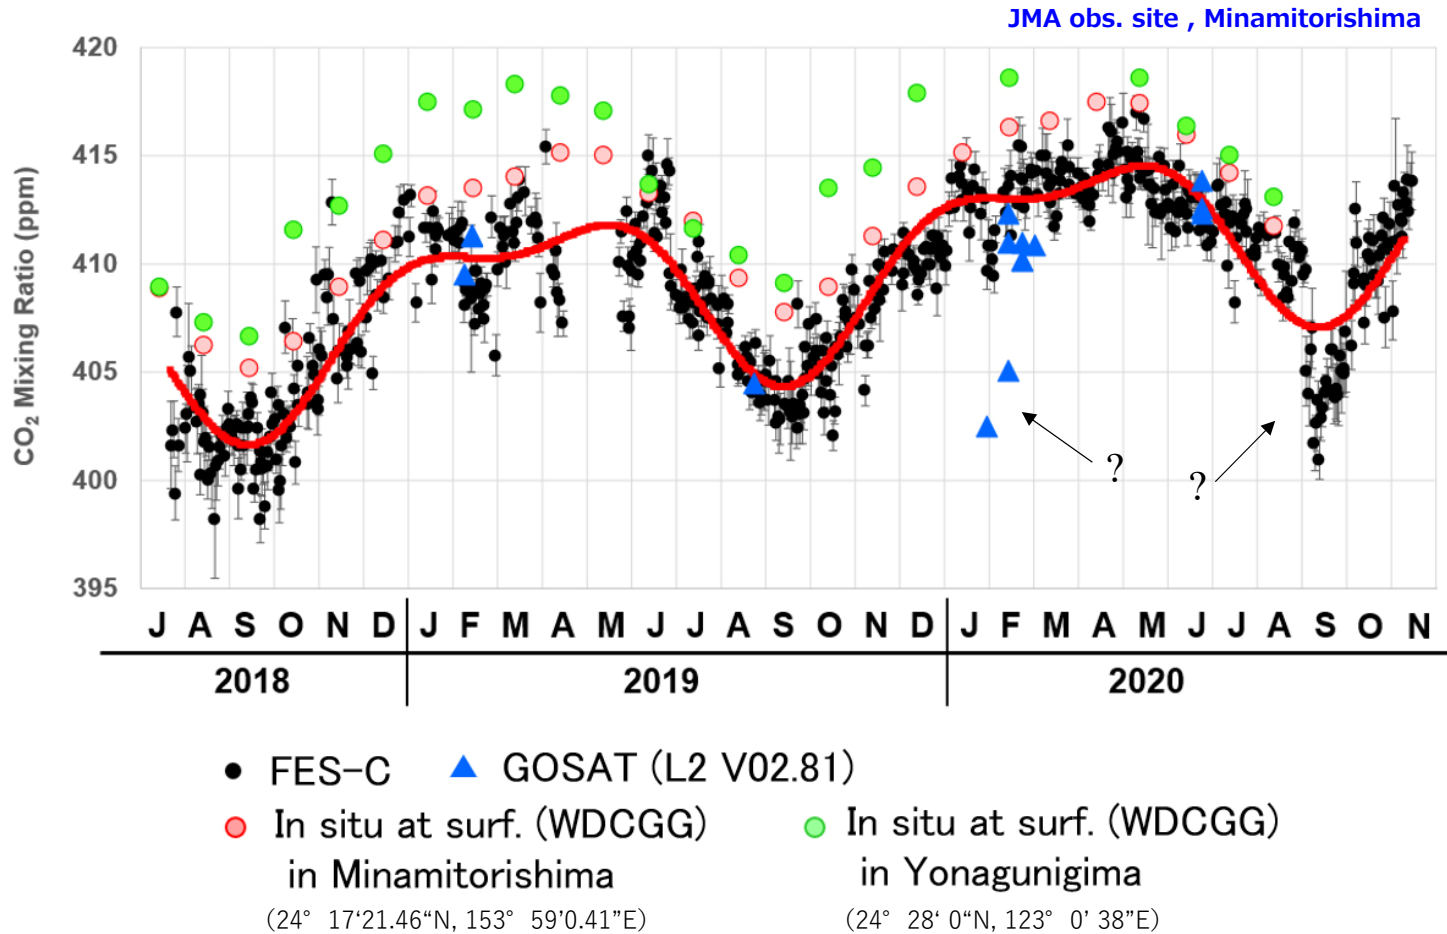 JMA obs. site , Minamitorishima
420
415
410
405
400
395
CO₂ Mixing Ratio (ppm)
?
?
J A S O N D J F M A M J J A S O N D J F M A M J J A S O N
2018 2019 2020
FES-C GOSAT (L2 V02.81)
In situ at surf. (WDCGG) In situ at surf. (WDCGG)
in Minamitorishima in Yonagunigima
(24° 17‘21.46“N, 153° 59’0.41”E) (24° 28‘ 0“N, 123° 0’ 38”E)